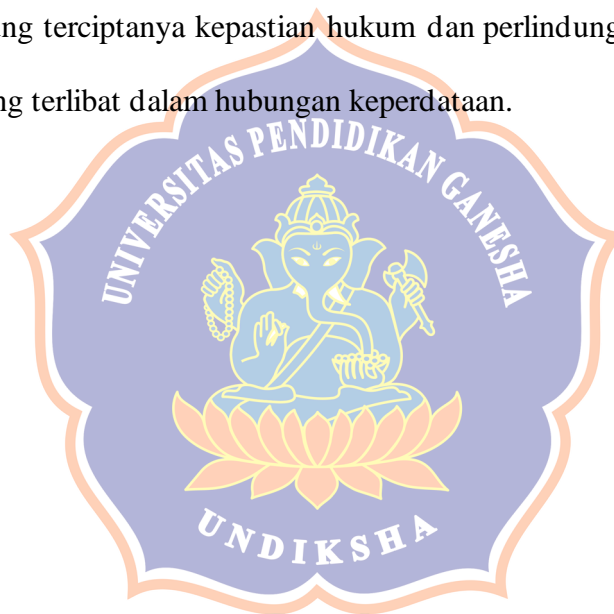 ng terciptanya kepastian hukum dan perlindung
ng terlibat dalam hubungan keperdataan.
UNIVERSITAS PENDIDIKAN GANESHA
UNDIKSHA